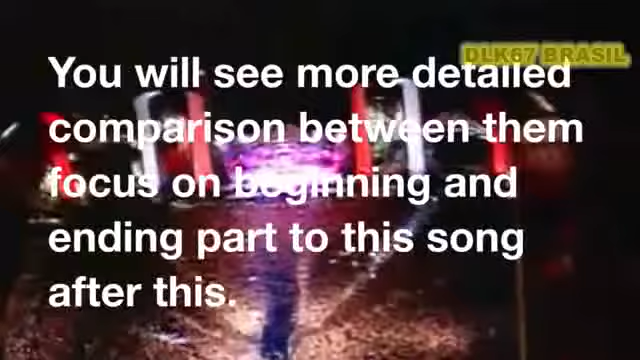 DLK67 BRASIL
You will see more detailed
comparison between them
focus on beginning and
ending part to this song
after this.